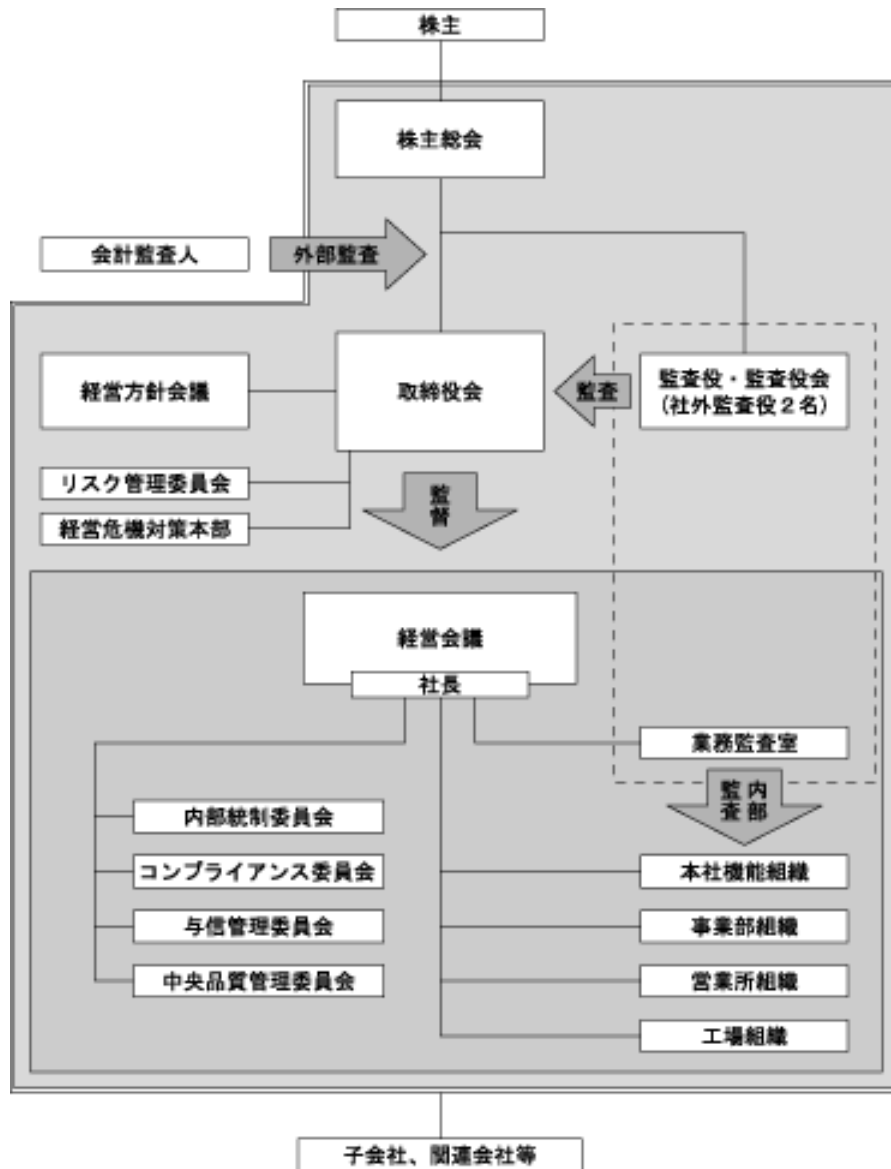 株主
株主総会
会計監査人
外部監査
経営方針会議
取締役会
監査
監査役・監査役会
(社外監査役2名)
リスク管理委員会
経営危機対策本部
監督
経営会議
社長
業務監査室
内部
監査
内部統制委員会
コンプライアンス委員会
与信管理委員会
中央品質管理委員会
本社機能組織
事業部組織
営業所組織
工場組織
子会社、関連会社等